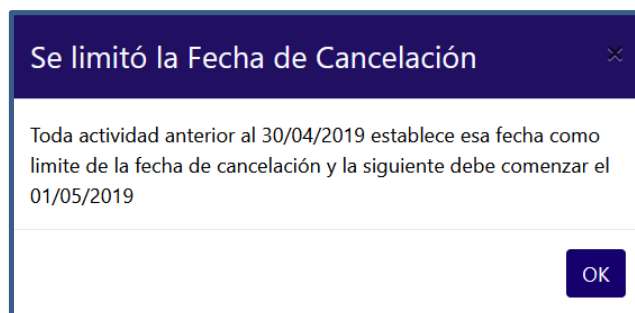 Se limitó la Fecha de Cancelación
Toda actividad anterior al 30/04/2019 establece esa fecha como
limite de la fecha de cancelación y la siguiente debe comenzar el
01/05/2019
OK